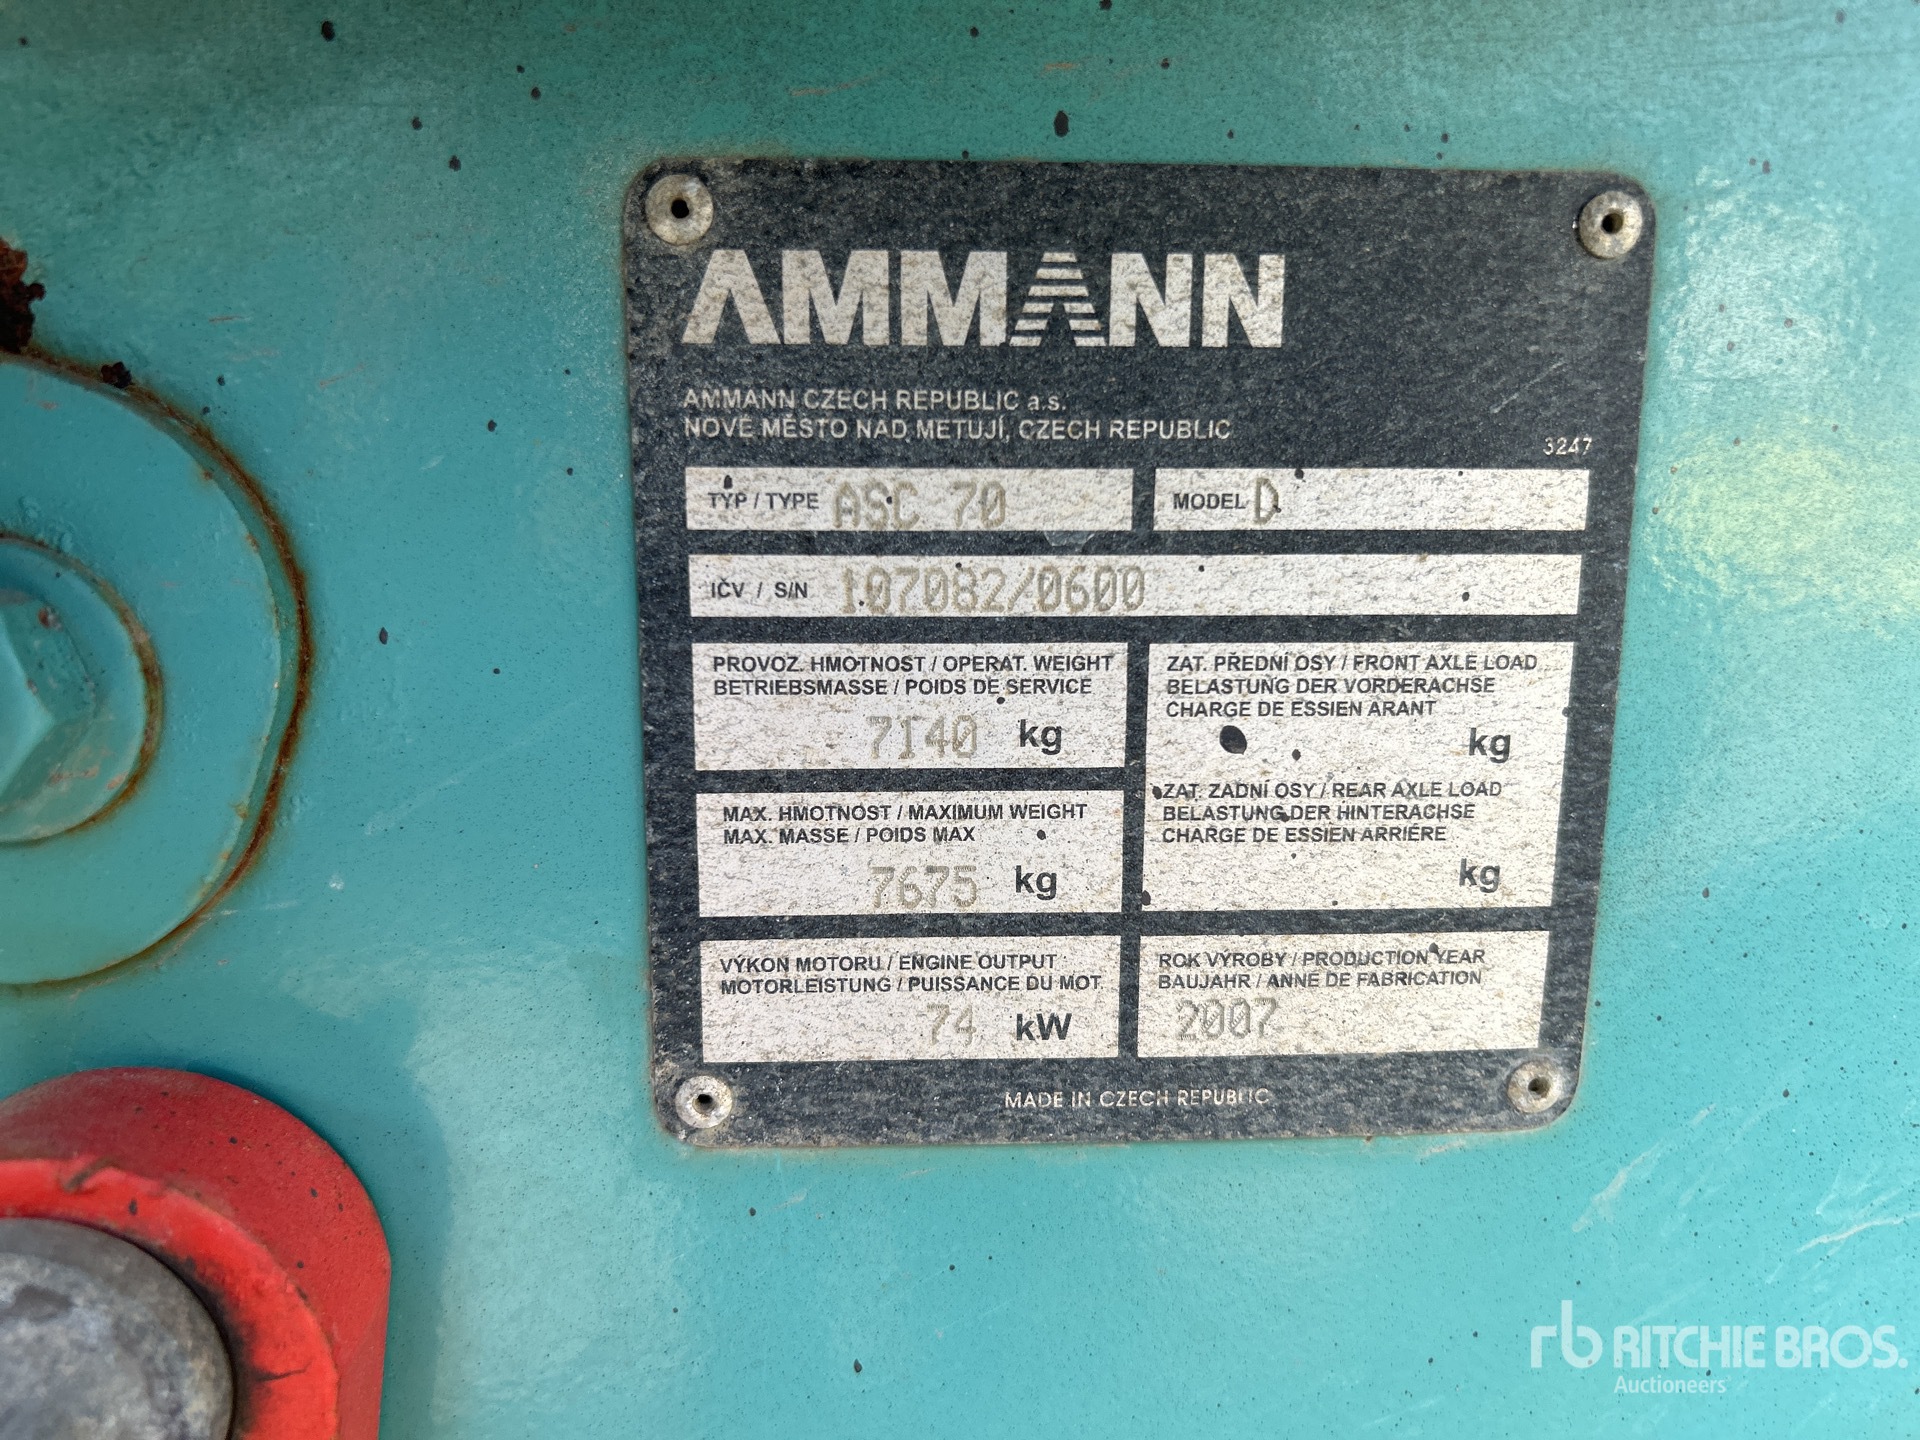 AMMANN
AMMANN CZECH REPUBLIC a.s.
NOVÉ MĚSTO NAD METUJÍ, CZECH REPUBLIC
3247
TYP / TYPE ASC 70
MODEL D
IČV / S/N 107082/0600
PROVOZ. HMOTNOST / OPERAT. WEIGHT
BETRIEBSMASSE / POIDS DE SERVICE
7140 kg
ZAT. PŘEDNÍ OSY / FRONT AXLE LOAD
BELASTUNG DER VORDERACHSE
CHARGE DE ESSIEN ARANT
kg
MAX. HMOTNOST / MAXIMUM WEIGHT
MAX. MASSE / POIDS MAX
7675 kg
ZAT. ZADNÍ OSY / REAR AXLE LOAD
BELASTUNG DER HINTERACHSE
CHARGE DE ESSIEN ARRIÉRE
kg
VÝKON MOTORU / ENGINE OUTPUT
MOTORLEISTUNG / PUISSANCE DU MOT.
74 kW
ROK VÝROBY / PRODUCTION YEAR
BAUJAHR / ANNE DE FABRICATION
2007
MADE IN CZECH REPUBLIC
rb RITCHIE BROS.
Auctioneers